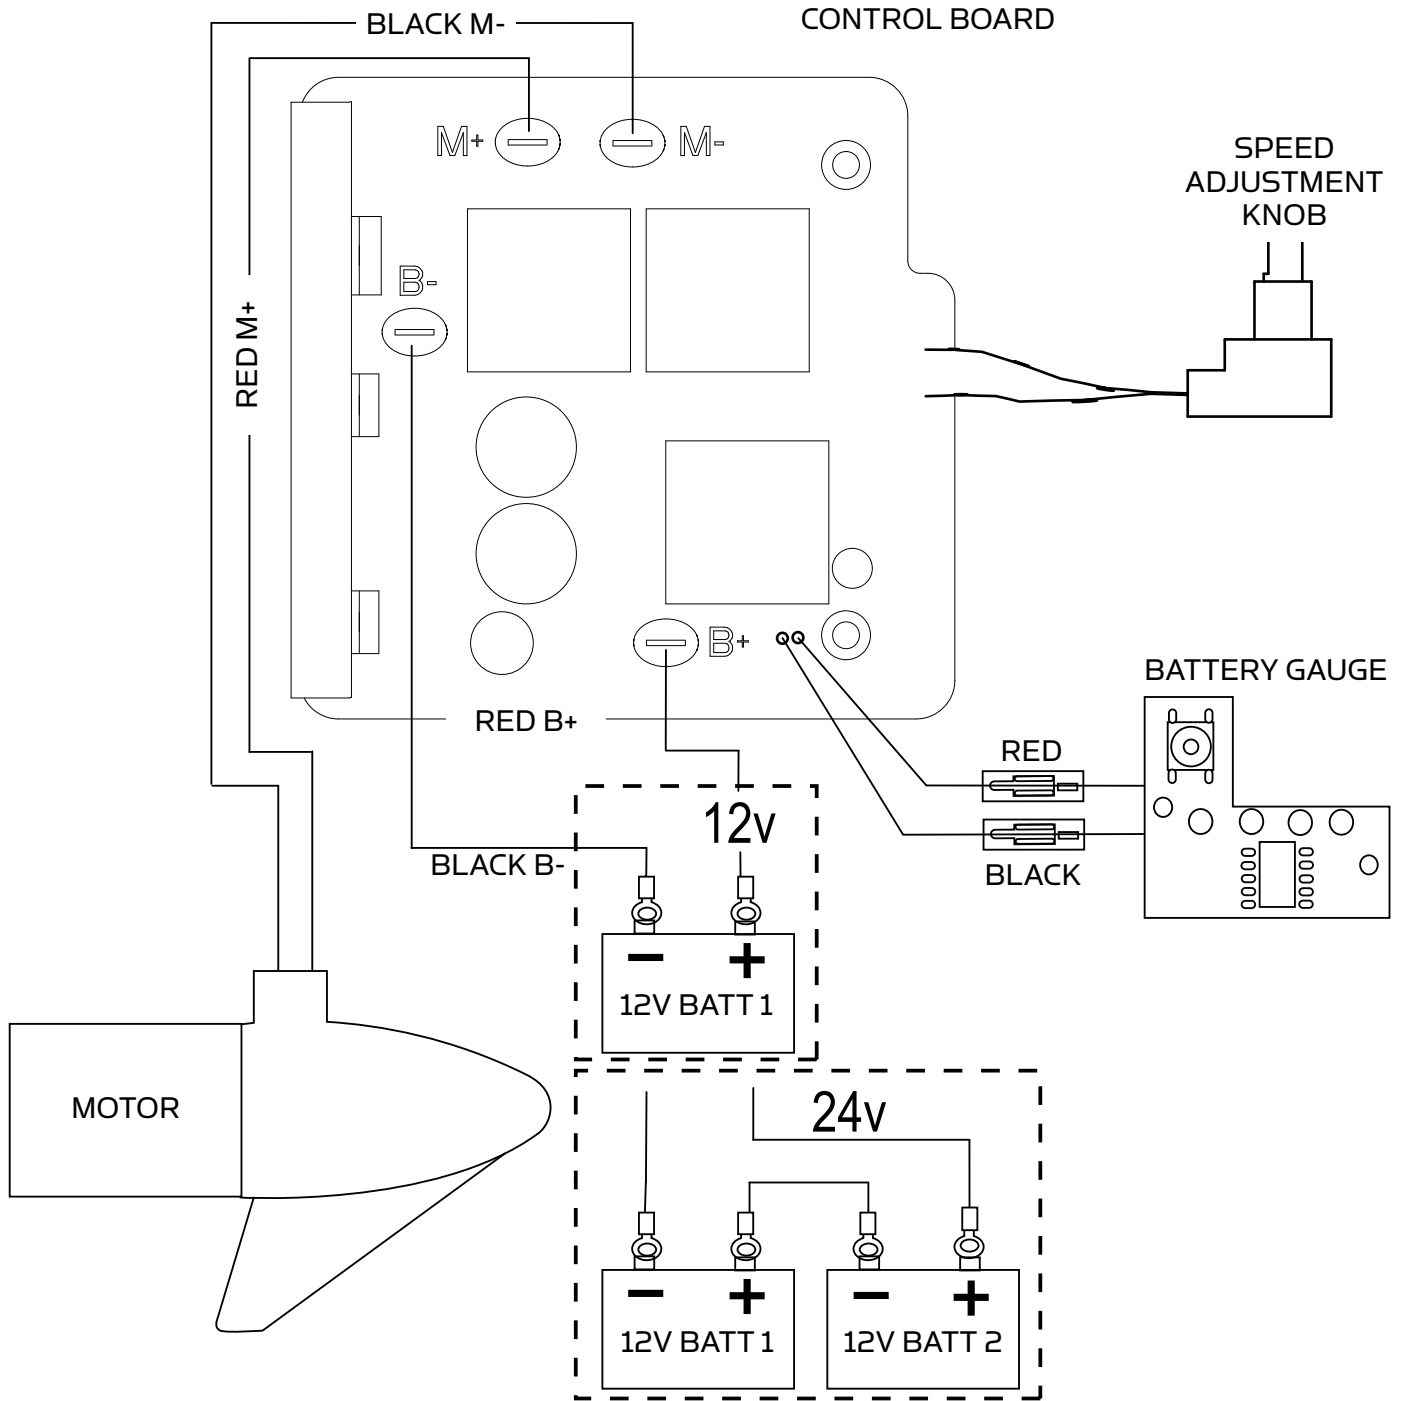 BLACK M-
CONTROL BOARD
M+
M-
SPEED
ADJUSTMENT
KNOB
B-
RED M+
B+
RED B+
BATTERY GAUGE
RED
12v
BLACK B-
BLACK
- +
12V BATT 1
MOTOR
24v
- +
12V BATT 1
- +
12V BATT 2